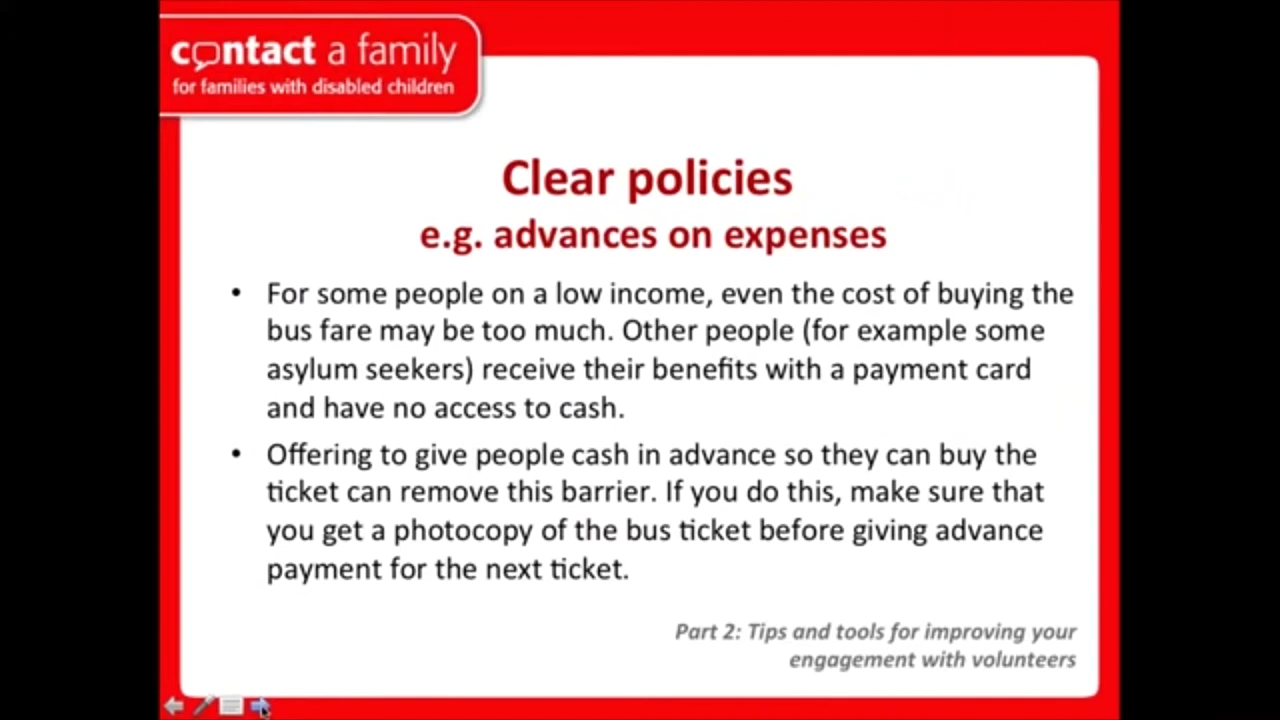 contact a family
for families with disabled children
Clear policies
e.g. advances on expenses
• For some people on a low income, even the cost of buying the
bus fare may be too much. Other people (for example some
asylum seekers) receive their benefits with a payment card
and have no access to cash.
• Offering to give people cash in advance so they can buy the
ticket can remove this barrier. If you do this, make sure that
you get a photocopy of the bus ticket before giving advance
payment for the next ticket.
Part 2: Tips and tools for improving your
engagement with volunteers